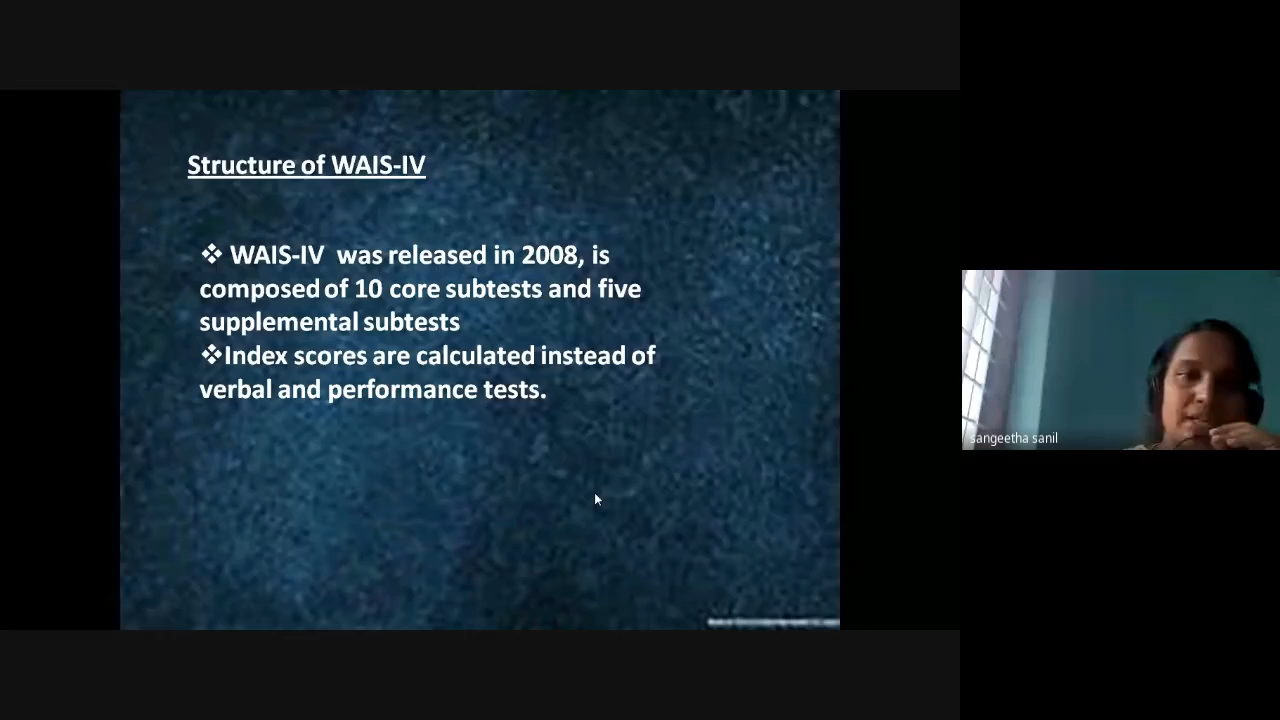 Structure of WAIS-IV
❖ WAIS-IV was released in 2008, is
composed of 10 core subtests and five
supplemental subtests
❖Index scores are calculated instead of
verbal and performance tests.
sangeetha sanil